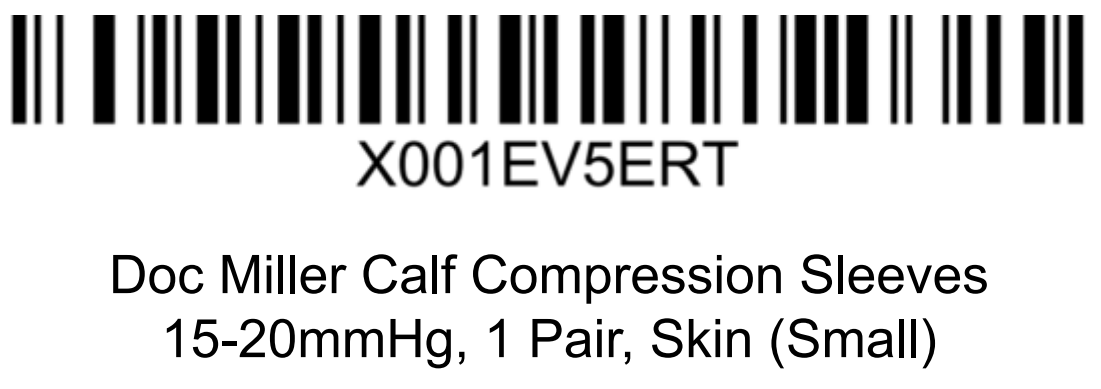 X001EV5ERT
Doc Miller Calf Compression Sleeves
15-20mmHg, 1 Pair, Skin (Small)